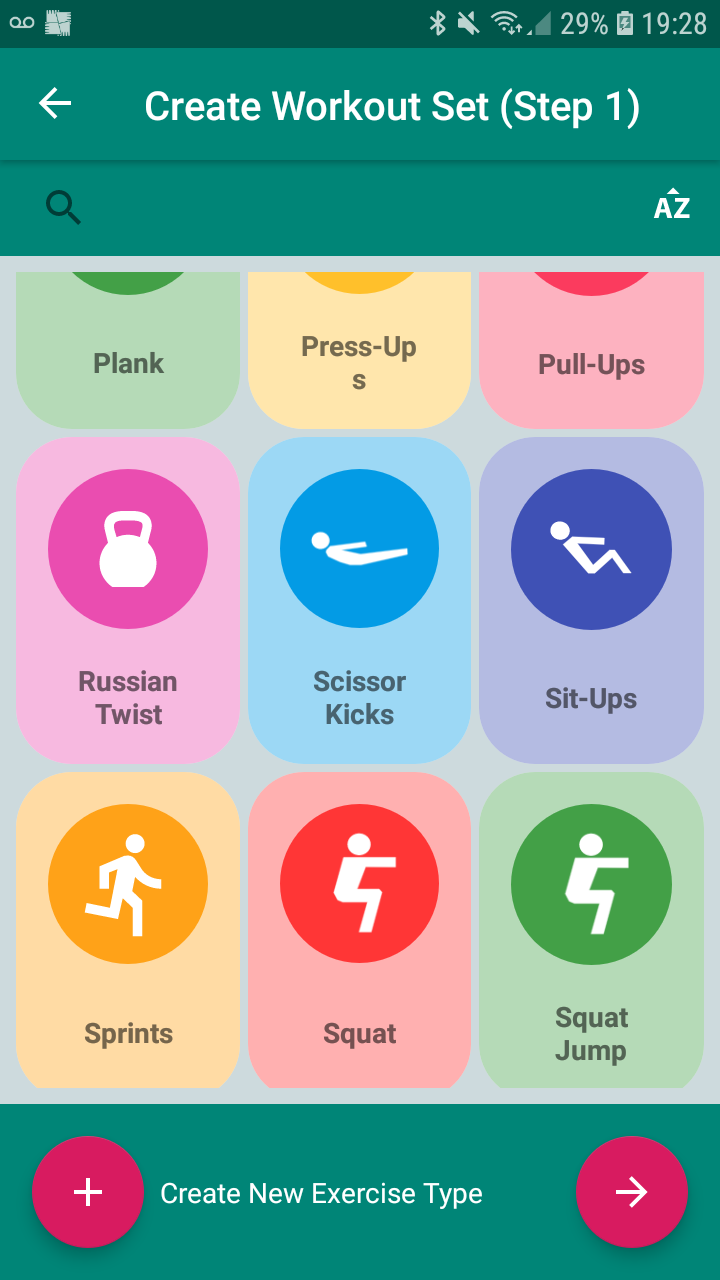 29% 19:28
Create Workout Set (Step 1)
AZ
Plank
Press-Up
s
Pull-Ups
Russian
Twist
Scissor
Kicks
Sit-Ups
Sprints
Squat
Squat
Jump
Create New Exercise Type